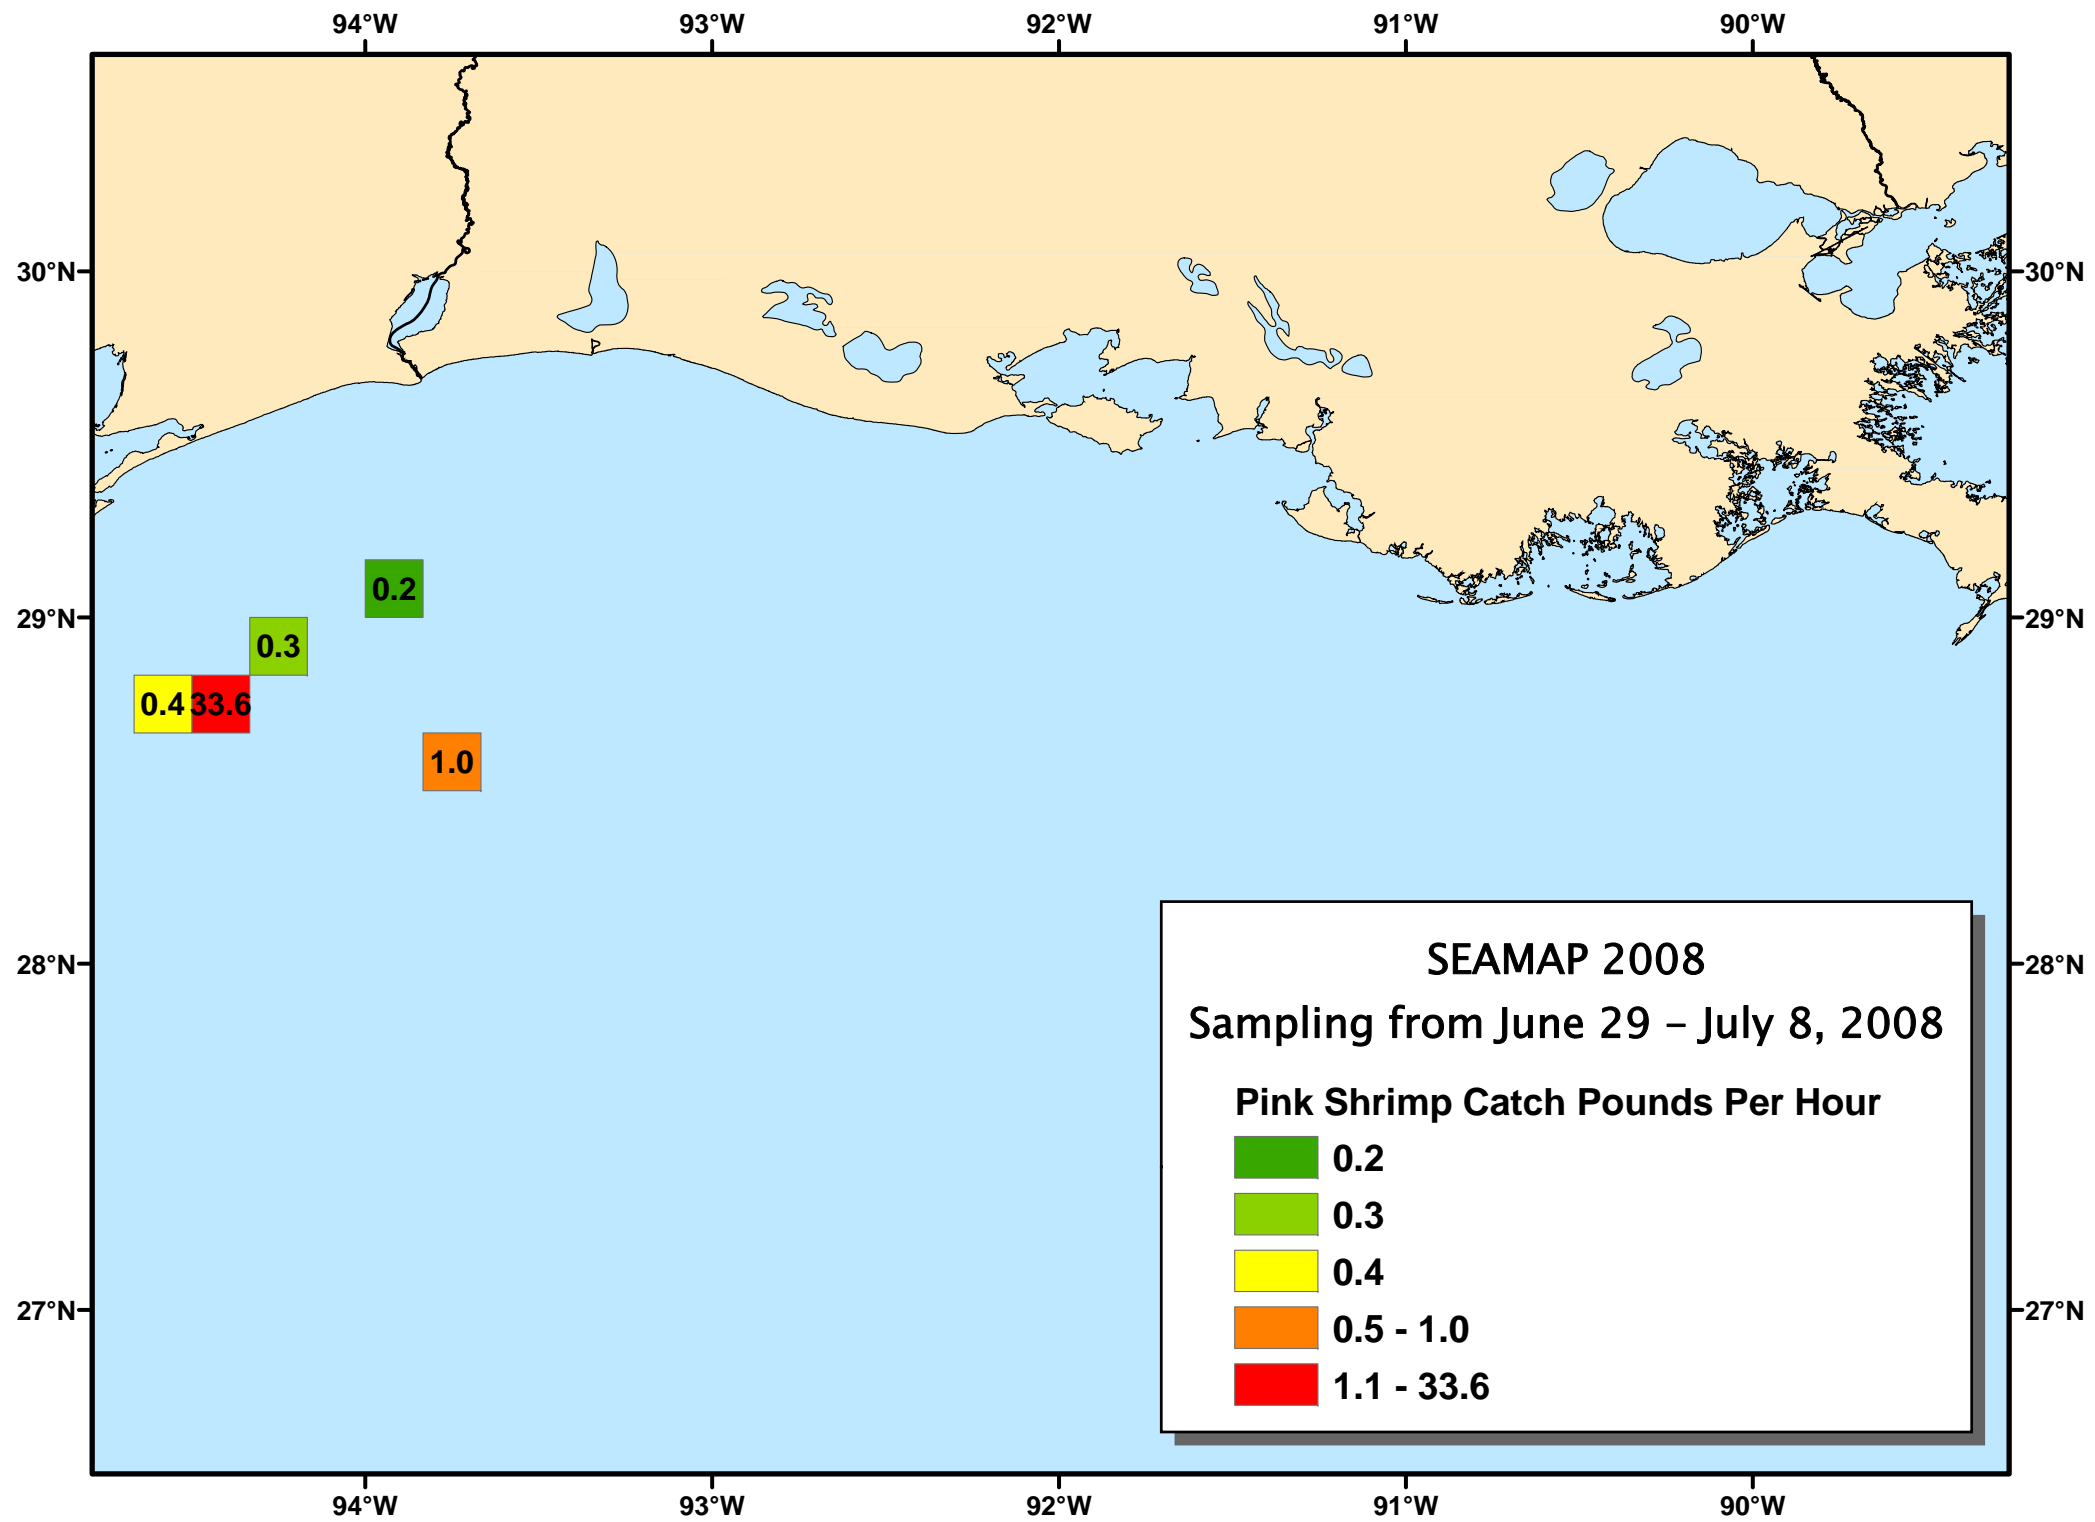 94°W 93°W 92°W 91°W 90°W
30°N 30°N
0.2
29°N 29°N
0.3
0.4 33.6
1.0
SEAMAP 2008
28°N 28°N
Sampling from June 29 – July 8, 2008
Pink Shrimp Catch Pounds Per Hour
0.2
0.3
0.4
27°N 27°N
0.5 - 1.0
1.1 - 33.6
94°W 93°W 92°W 91°W 90°W